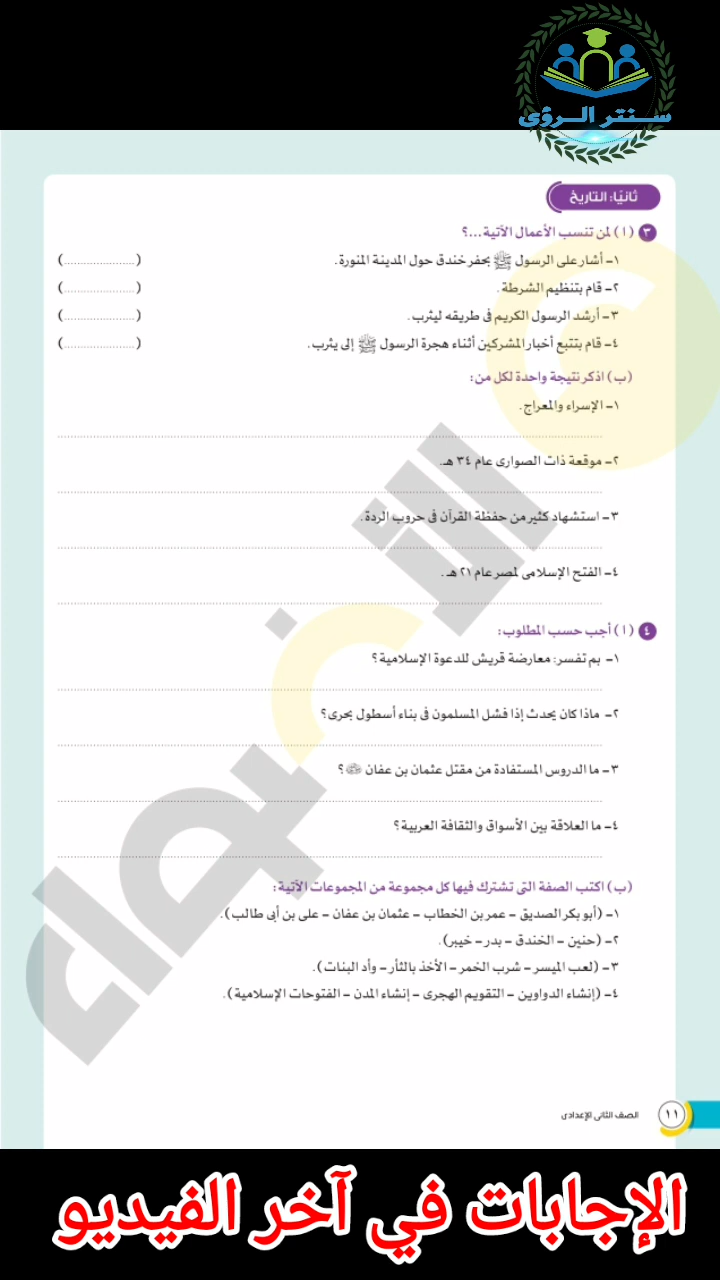 سنتر الرؤى
ثانيًا: التاريخ
٣ (ا) لمن تنسب الأعمال الآتية...؟
١- أشار على الرسول ﷺ بحفر خندق حول المدينة المنورة. (....................)
٢- قام بتنظيم الشرطة. (....................)
٣- أرشد الرسول الكريم فى طريقه ليثرب. (....................)
٤- قام بتتبع أخبار المشركين أثناء هجرة الرسول ﷺ إلى يثرب. (....................)
(ب) اذكر نتيجة واحدة لكل من:
١- الإسراء والمعراج.
٢- موقعة ذات الصوارى عام ٣٤ هـ.
٣- استشهاد كثير من حفظة القرآن فى حروب الردة.
٤- الفتح الإسلامى لمصر عام ٢١ هـ.
٤ (ا) أجب حسب المطلوب:
١- بم تفسر: معارضة قريش للدعوة الإسلامية؟
٢- ماذا كان يحدث إذا فشل المسلمون فى بناء أسطول بحرى؟
٣- ما الدروس المستفادة من مقتل عثمان بن عفان ؟
٤- ما العلاقة بين الأسواق والثقافة العربية؟
(ب) اكتب الصفة التى تشترك فيها كل مجموعة من المجموعات الآتية:
١- (أبو بكر الصديق - عمر بن الخطاب - عثمان بن عفان - على بن أبى طالب).
٢- (حنين - الخندق - بدر - خيبر).
٣- (لعب الميسر - شرب الخمر - الأخذ بالثأر - وأد البنات).
٤- (إنشاء الدواوين - التقويم الهجرى - إنشاء المدن - الفتوحات الإسلامية).
١١ الصف الثانى الإعدادى
الإجابات في آخر الفيديو